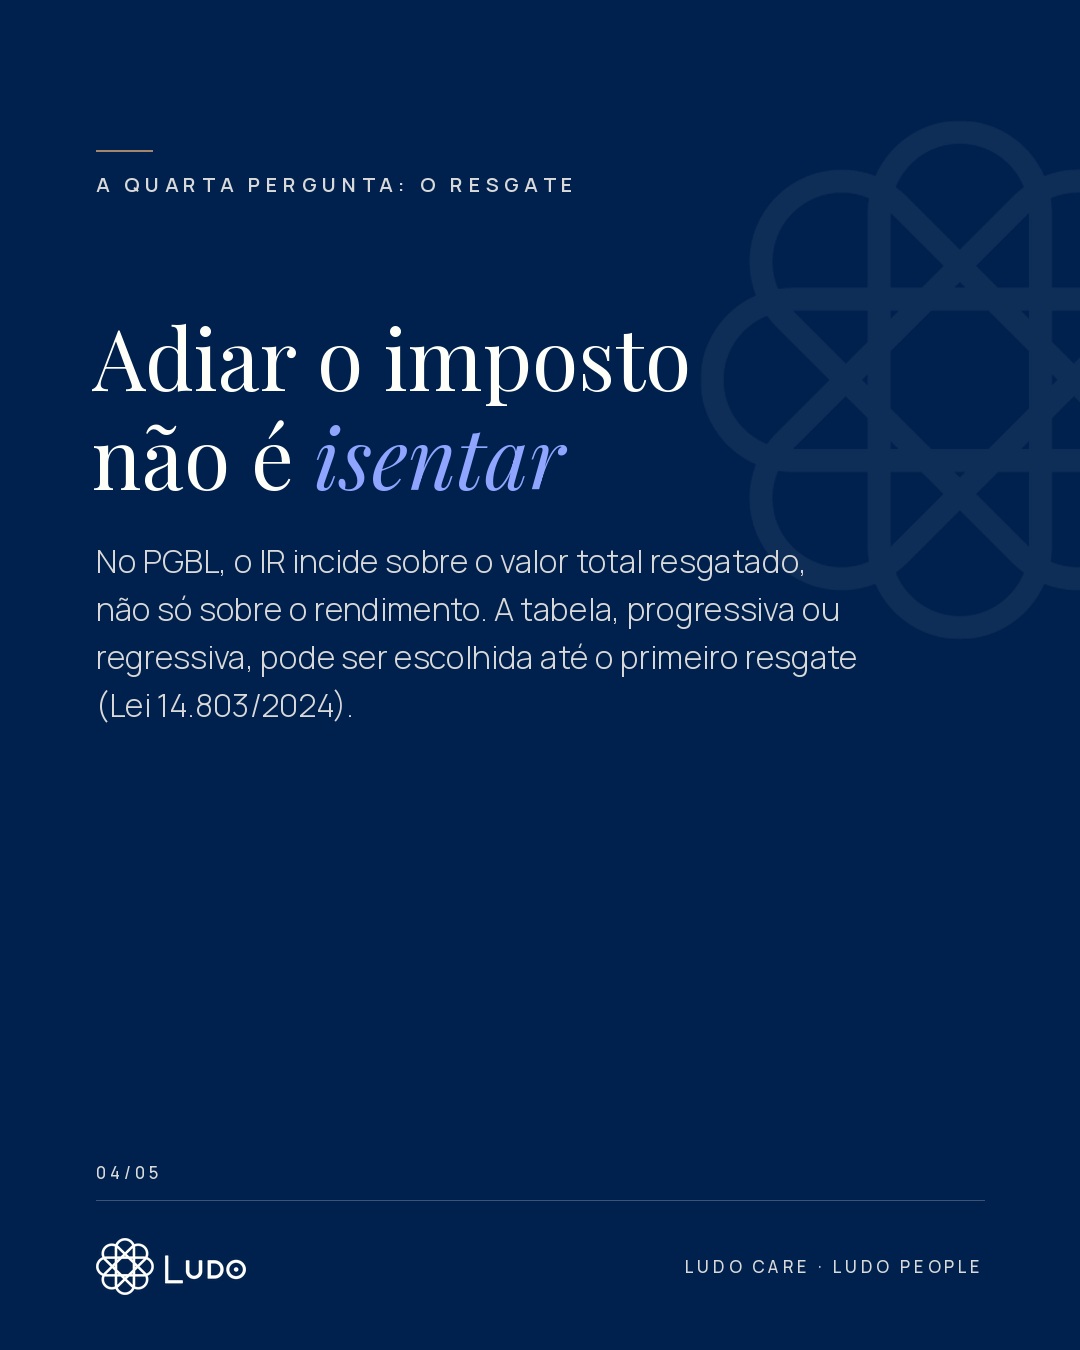 A QUARTA PERGUNTA: O RESGATE
Adiar o imposto
não é isentar
No PGBL, o IR incide sobre o valor total resgatado,
não só sobre o rendimento. A tabela, progressiva ou
regressiva, pode ser escolhida até o primeiro resgate
(Lei 14.803/2024).
04/05
LUDO
LUDO CARE · LUDO PEOPLE